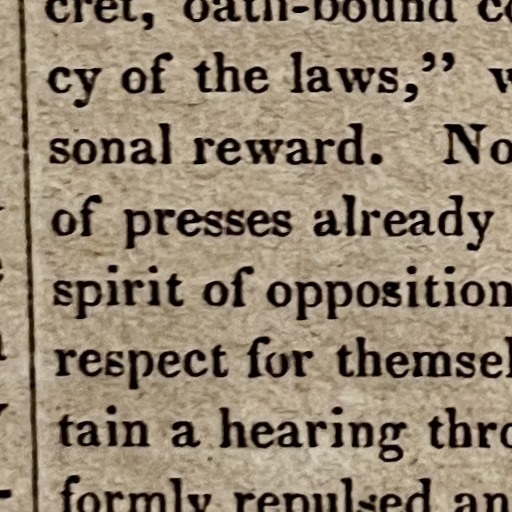 cret, oath-bound
cy of the laws,"
sonal reward. No
of presses already
spirit of opposition
respect for themsel
tain a hearing thro
formly repulsed an